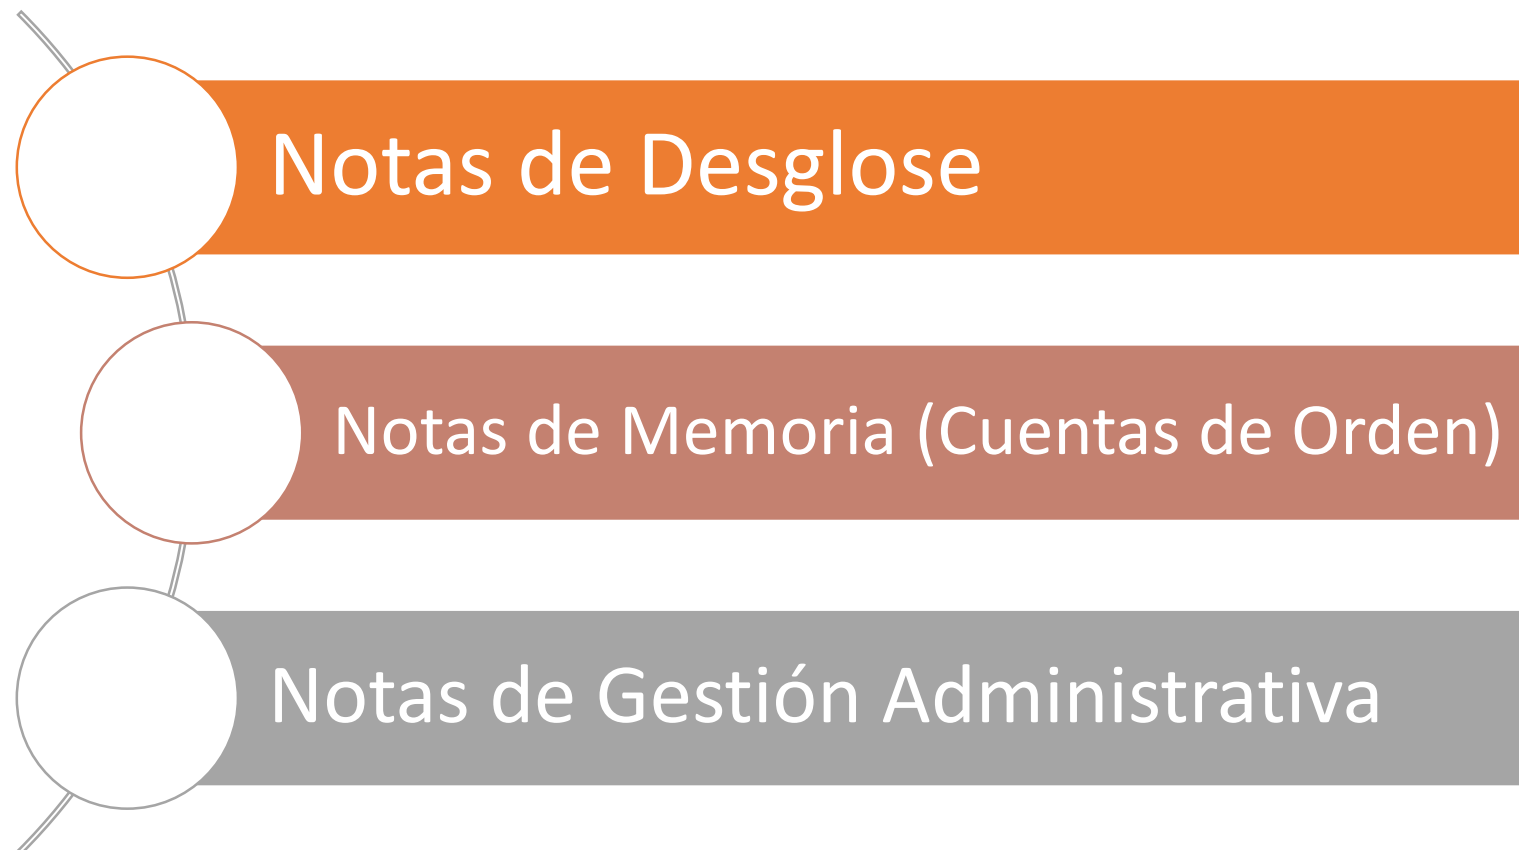 Notas de Desglose
Notas de Memoria (Cuentas de Orden)
Notas de Gestión Administrativa